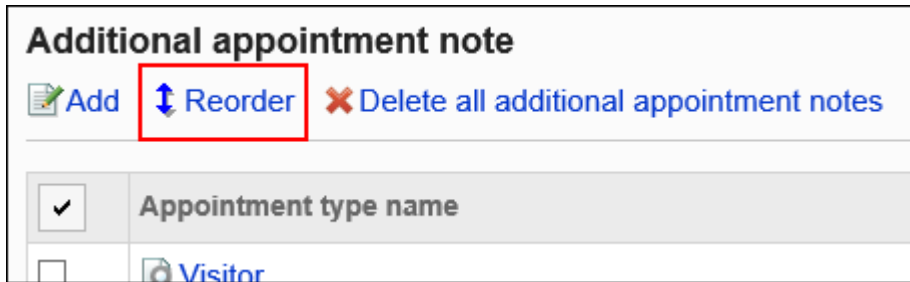 Additional appointment note
Add Reorder Delete all additional appointment notes
Appointment type name
Visitor